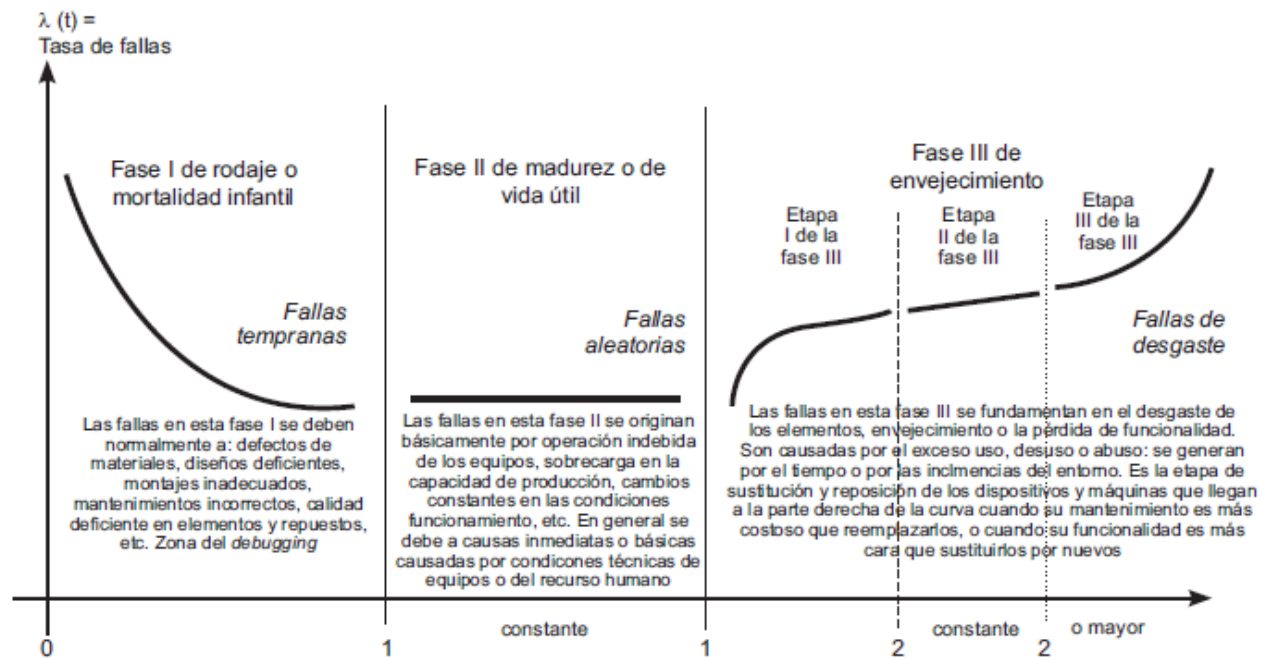 λ (t) =
Tasa de fallas
Fase I de rodaje o
mortalidad infantil
Fallas
tempranas
Las fallas en esta fase I se deben
normalmente a: defectos de
materiales, diseños deficientes,
montajes inadecuados,
mantenimientos incorrectos, calidad
deficiente en elementos y repuestos,
etc. Zona del debugging
Fase II de madurez o de
vida útil
Fallas
aleatorias
Las fallas en esta fase II se originan
básicamente por operación indebida
de los equipos, sobrecarga en la
capacidad de producción, cambios
constantes en las condiciones
funcionamiento, etc. En general se
debe a causas inmediatas o básicas
causadas por condicones técnicas de
equipos o del recurso humano
Fase III de
envejecimiento
Etapa
I de la
fase III
Etapa
II de la
fase III
Etapa
III de la
fase III
Fallas de
desgaste
Las fallas en esta fase III se fundamentan en el desgaste de
los elementos, envejecimiento o la pérdida de funcionalidad.
Son causadas por el exceso uso, desuso o abuso: se generan
por el tiempo o por las inclmencias del entorno. Es la etapa de
sustitución y reposición de los dispositivos y máquinas que llegan
a la parte derecha de la curva cuando su mantenimiento es más
costoso que reemplazarlos, o cuando su funcionalidad es más
cara que sustituirlos por nuevos
constante
constante
o mayor
0 1 1 2 2